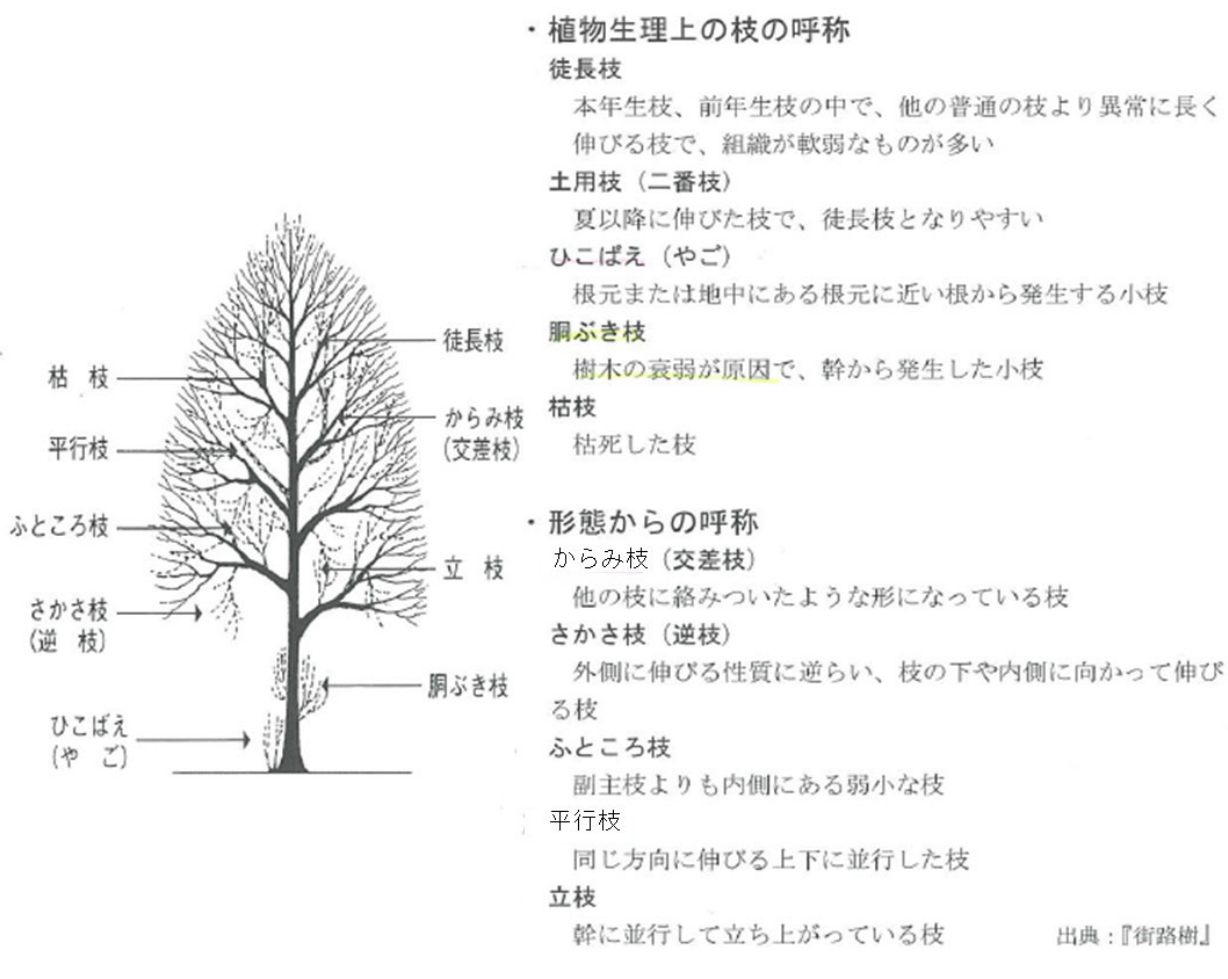 ・植物生理上の枝の呼称
徒長枝
本年生枝、前年生枝の中で、他の普通の枝より異常に長く
伸びる枝で、組織が軟弱なものが多い
土用枝（二番枝）
夏以降に伸びた枝で、徒長枝となりやすい
ひこばえ（やご）
根元または地中にある根元に近い根から発生する小枝
胴ぶき枝
樹木の衰弱が原因で、幹から発生した小枝
枯枝
枯死した枝
・形態からの呼称
からみ枝（交差枝）
他の枝に絡みついたような形になっている枝
さかさ枝（逆枝）
外側に伸びる性質に逆らい、枝の下や内側に向かって伸び
る枝
ふところ枝
副主枝よりも内側にある弱小な枝
平行枝
同じ方向に伸びる上下に並行した枝
立枝
幹に並行して立ち上がっている枝
出典：『街路樹』
枯 枝
平行枝
ふところ枝
さかさ枝
(逆 枝)
ひこばえ
(や ご)
徒長枝
からみ枝
(交差枝)
立 枝
胴ぶき枝